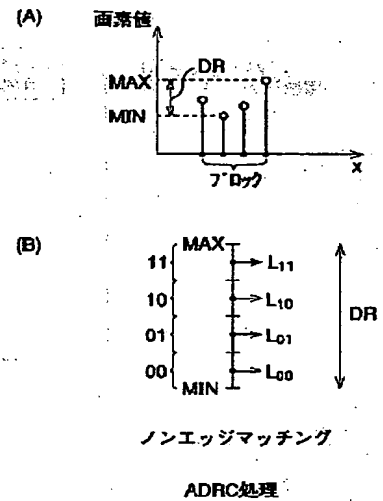 (A)
画素値
DR
MAX
MIN
ブロック
x
(B)
MAX
11
L11
10
L10
DR
01
L01
00
L00
MIN
ノンエッジマッチング
ADRC処理